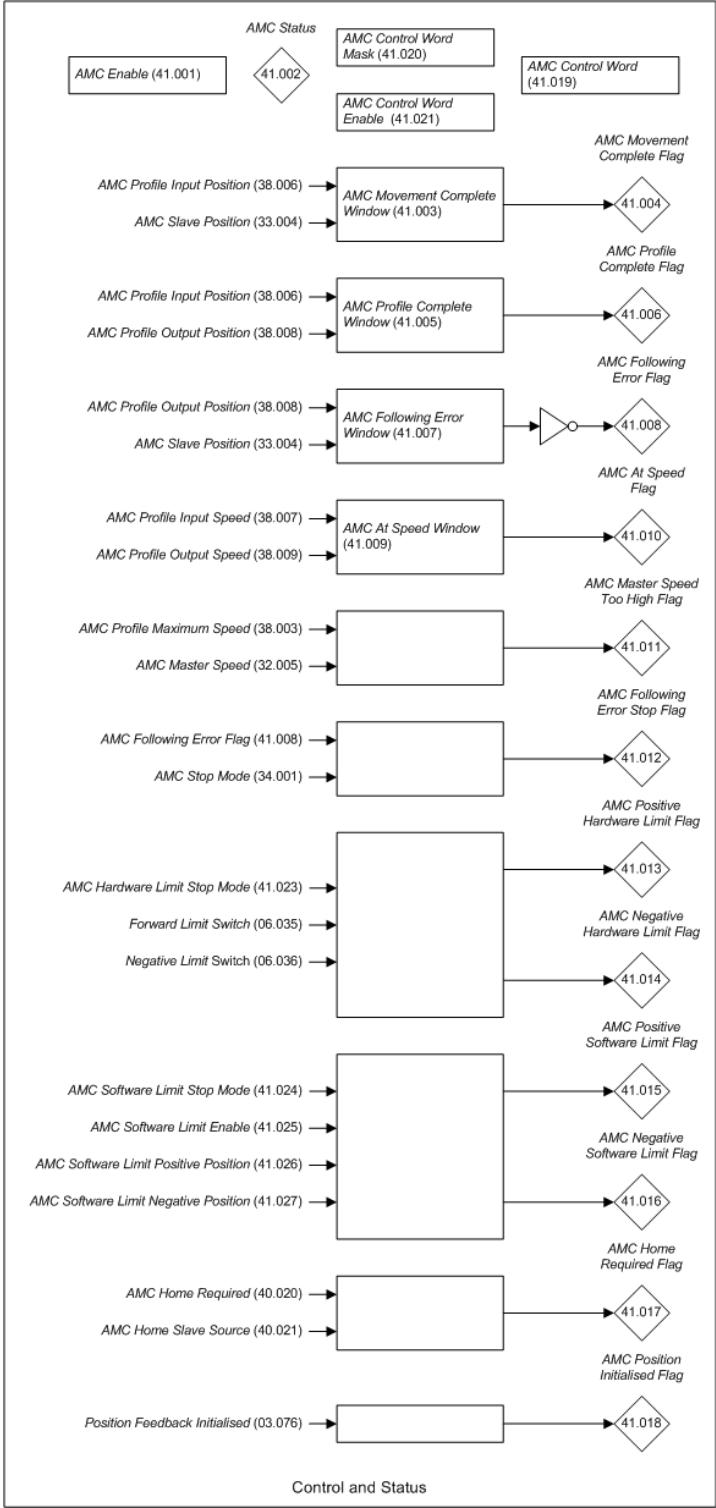 AMC Status
AMC Control Word
Mask (41.020)
AMC Enable (41.001)
41.002
AMC Control Word
(41.019)
AMC Control Word
Enable (41.021)
AMC Movement
Complete Flag
AMC Profile Input Position (38.006)
AMC Slave Position (33.004)
AMC Movement Complete
Window (41.003)
41.004
AMC Profile
Complete Flag
AMC Profile Input Position (38.006)
AMC Profile Output Position (38.008)
AMC Profile Complete
Window (41.005)
41.006
AMC Following
Error Flag
AMC Profile Output Position (38.008)
AMC Slave Position (33.004)
AMC Following Error
Window (41.007)
41.008
AMC At Speed
Flag
AMC Profile Input Speed (38.007)
AMC Profile Output Speed (38.009)
AMC At Speed Window
(41.009)
41.010
AMC Master Speed
Too High Flag
AMC Profile Maximum Speed (38.003)
AMC Master Speed (32.005)
41.011
AMC Following
Error Stop Flag
AMC Following Error Flag (41.008)
AMC Stop Mode (34.001)
41.012
AMC Positive
Hardware Limit Flag
41.013
AMC Hardware Limit Stop Mode (41.023)
Forward Limit Switch (06.035)
Negative Limit Switch (06.036)
AMC Negative
Hardware Limit Flag
41.014
AMC Positive
Software Limit Flag
41.015
AMC Software Limit Stop Mode (41.024)
AMC Software Limit Enable (41.025)
AMC Software Limit Positive Position (41.026)
AMC Software Limit Negative Position (41.027)
AMC Negative
Software Limit Flag
41.016
AMC Home
Required Flag
AMC Home Required (40.020)
AMC Home Slave Source (40.021)
41.017
AMC Position
Initialised Flag
Position Feedback Initialised (03.076)
41.018
Control and Status